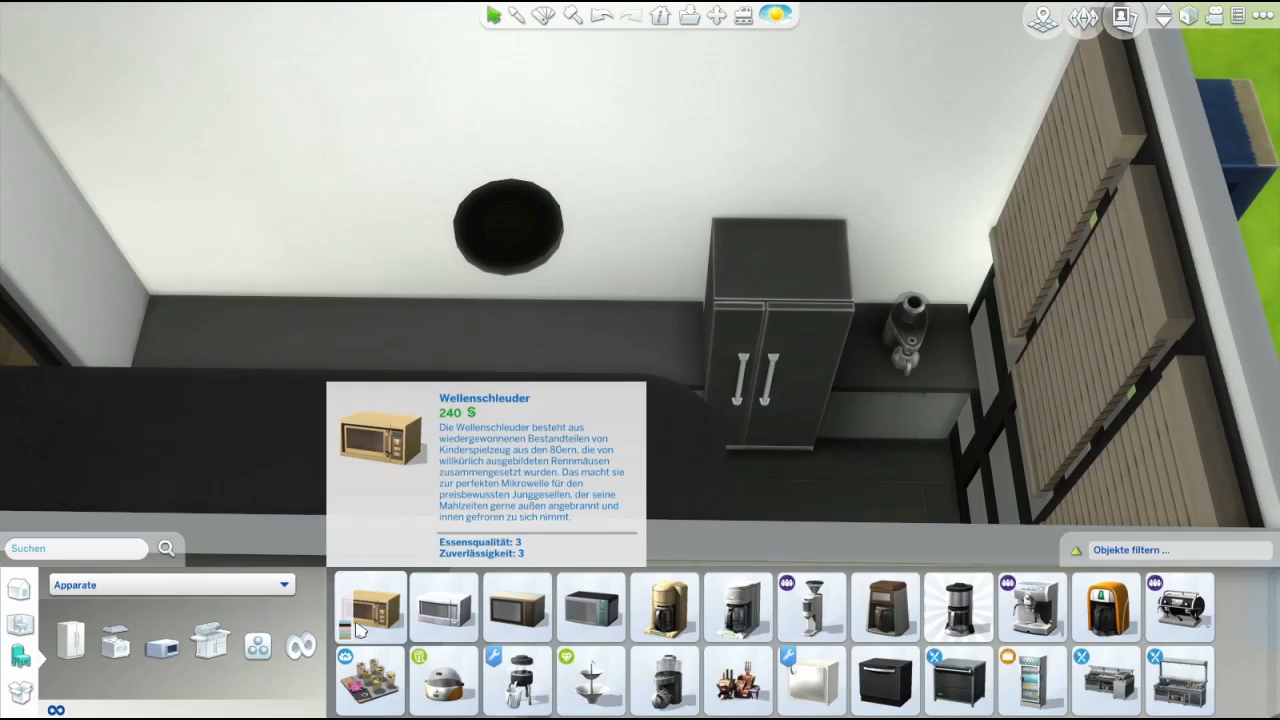 Wellenschleuder
240 $
Die Wellenschleuder besteht aus
wiedergewonnenen Bestandteilen von
Kinderspielzeug aus den 80ern, die von
willkürlich ausgebildeten Rennmäusen
zusammengesetzt wurden. Das macht sie
zur perfekten Mikrowelle für den
preisbewussten Junggesellen, der seine
Mahlzeiten gerne außen angebrannt und
innen gefroren zu sich nimmt.
Essensqualität: 3
Zuverlässigkeit: 3
Suchen
Objekte filtern ...
Apparate